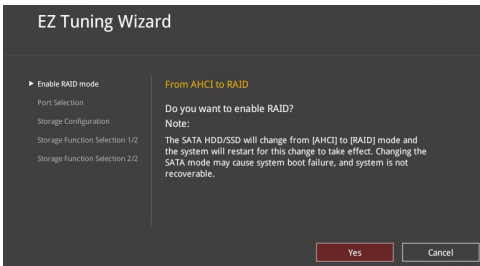 EZ Tuning Wizard
Enable RAID mode
Port Selection
Storage Configuration
Storage Function Selection 1/2
Storage Function Selection 2/2
From AHCI to RAID
Do you want to enable RAID?
Note:
The SATA HDD/SSD will change from [AHCI] to [RAID] mode and
the system will restart for this change to take effect. Changing the
SATA mode may cause system boot failure, and system is not
recoverable.
Yes
Cancel